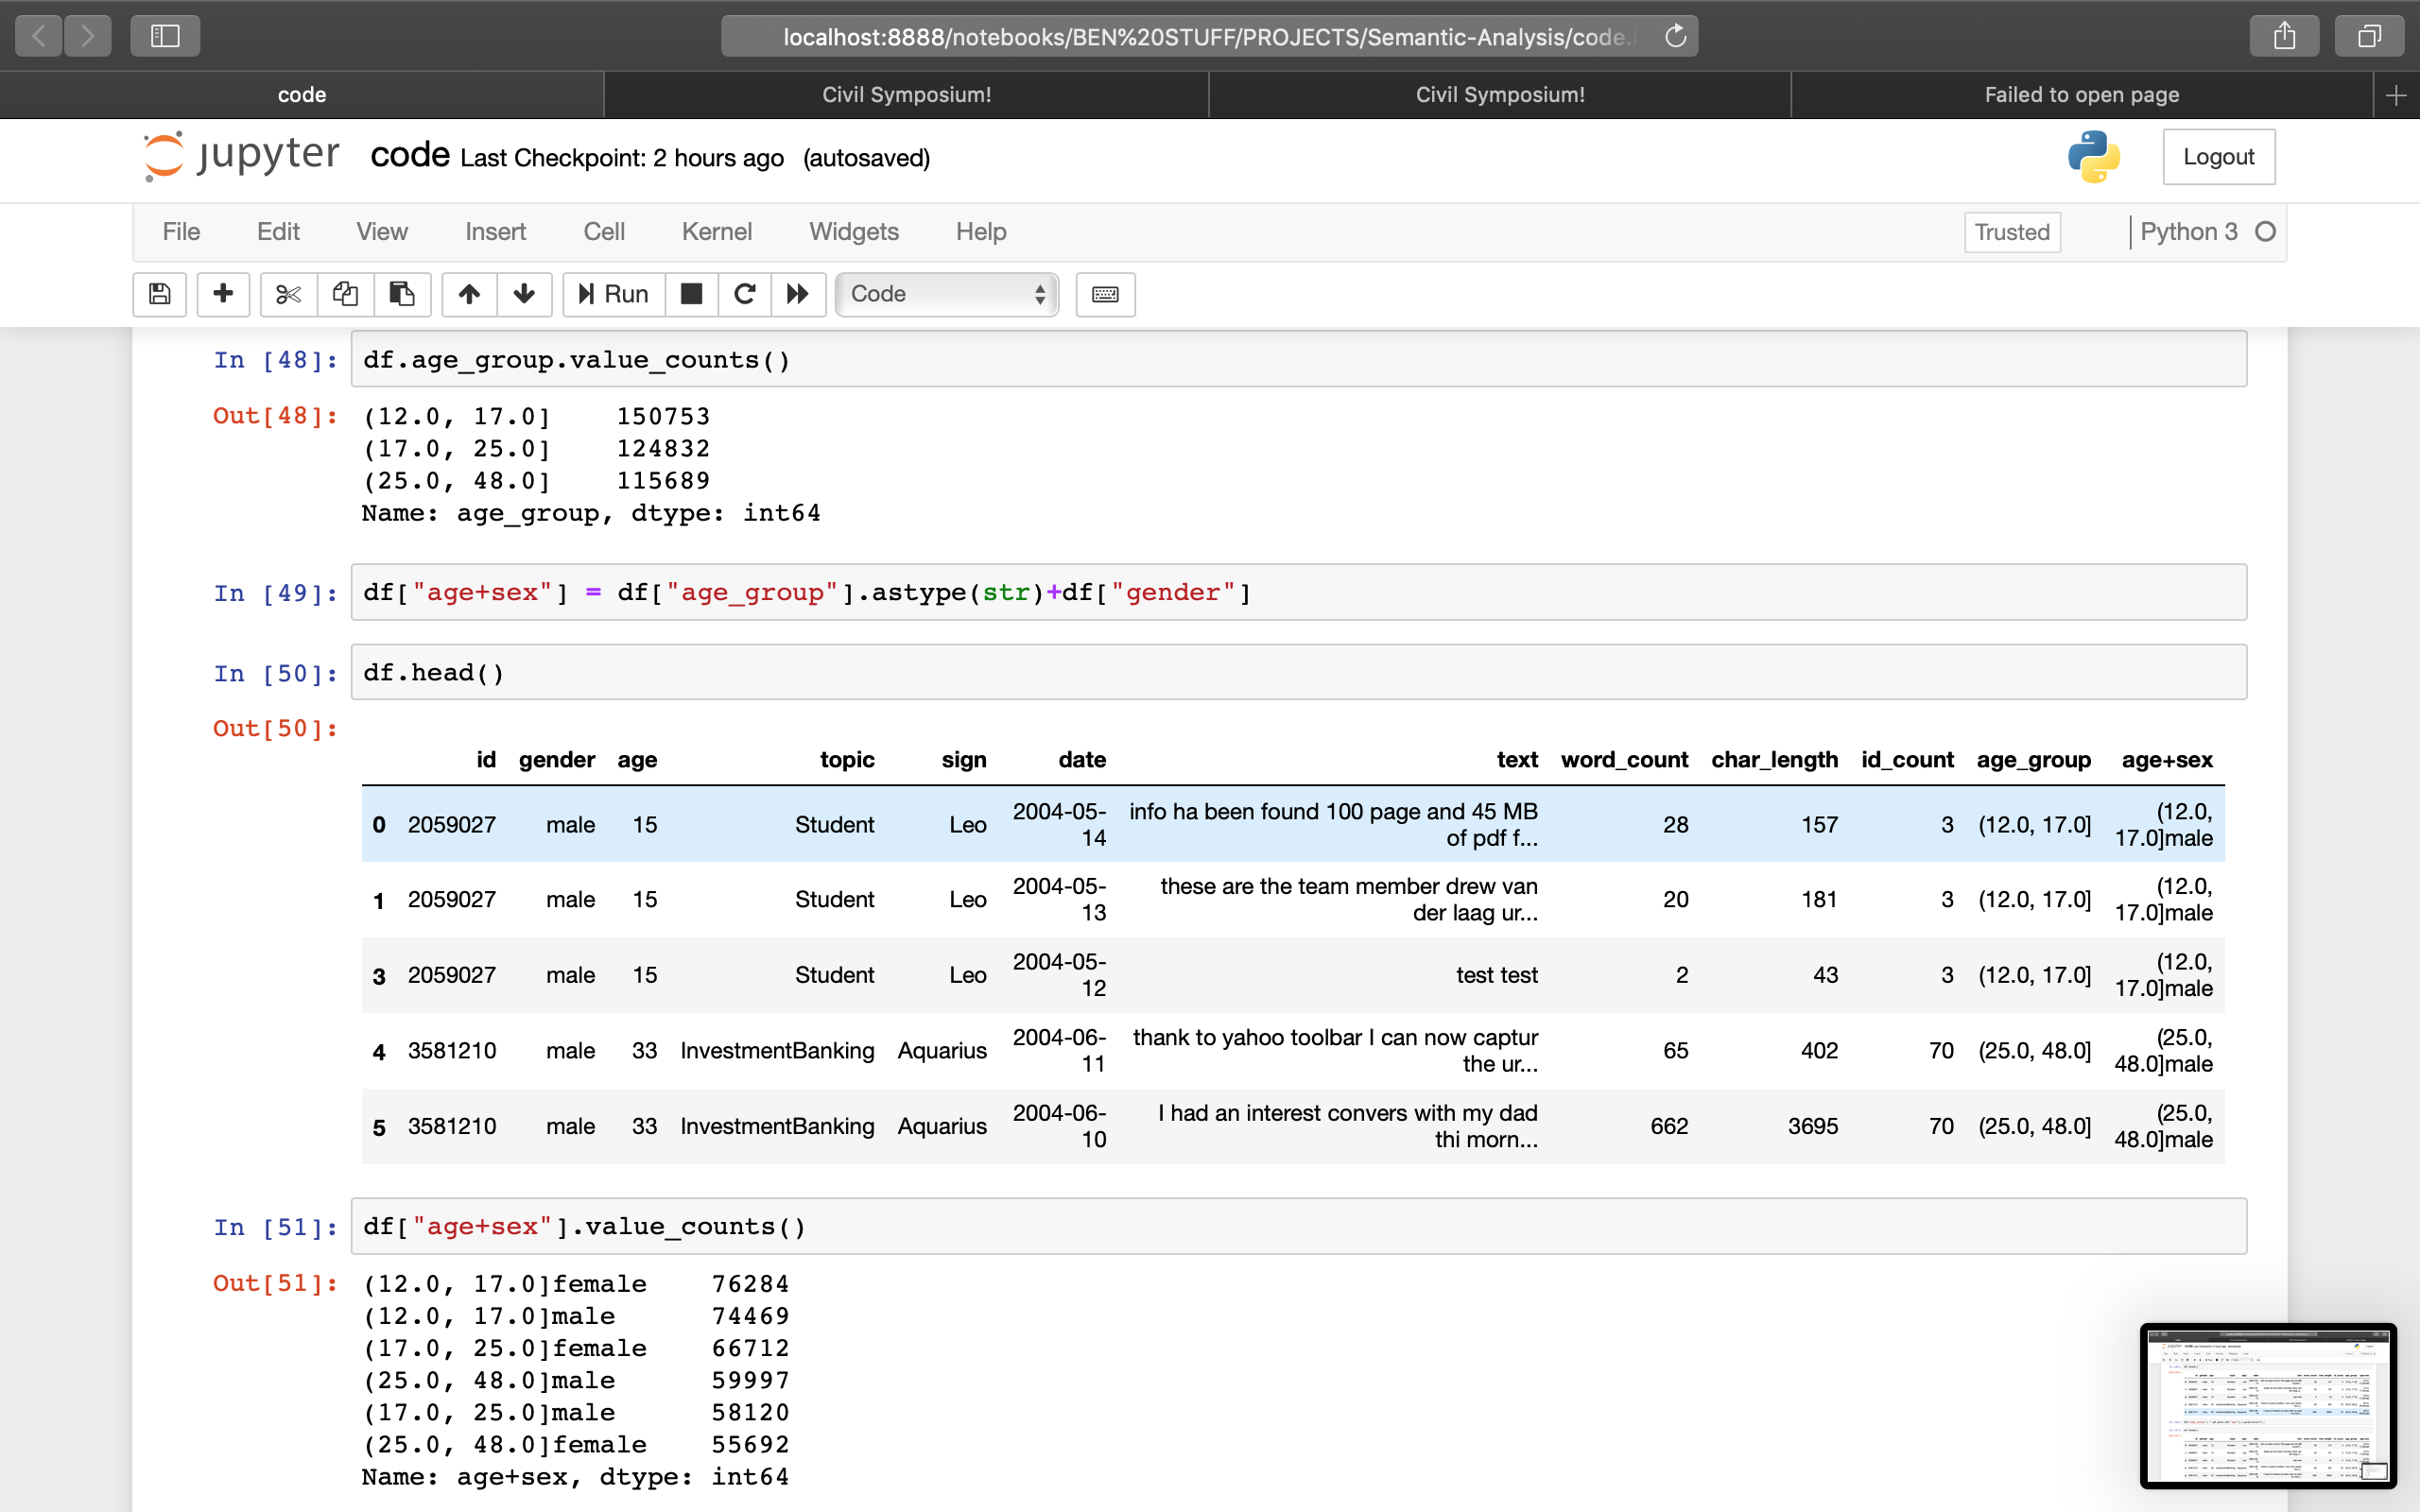 localhost:8888/notebooks/BEN%20STUFF/PROJECTS/Semantic-Analysis/code.i
code Civil Symposium! Civil Symposium! Failed to open page
jupyter code Last Checkpoint: 2 hours ago (autosaved) Logout
File Edit View Insert Cell Kernel Widgets Help Trusted Python 3
Run Code
In [48]: df.age_group.value_counts()
Out[48]: (12.0, 17.0] 150753
(17.0, 25.0] 124832
(25.0, 48.0] 115689
Name: age_group, dtype: int64
In [49]: df["age+sex"] = df["age_group"].astype(str)+df["gender"]
In [50]: df.head()
Out[50]:
id gender age topic sign date text word_count char_length id_count age_group age+sex
0 2059027 male 15 Student Leo 2004-05-14 info ha been found 100 page and 45 MB of pdf f... 28 157 3 (12.0, 17.0] (12.0, 17.0]male
1 2059027 male 15 Student Leo 2004-05-13 these are the team member drew van der laag ur... 20 181 3 (12.0, 17.0] (12.0, 17.0]male
3 2059027 male 15 Student Leo 2004-05-12 test test 2 43 3 (12.0, 17.0] (12.0, 17.0]male
4 3581210 male 33 InvestmentBanking Aquarius 2004-06-11 thank to yahoo toolbar I can now captur the ur... 65 402 70 (25.0, 48.0] (25.0, 48.0]male
5 3581210 male 33 InvestmentBanking Aquarius 2004-06-10 I had an interest convers with my dad thi morn... 662 3695 70 (25.0, 48.0] (25.0, 48.0]male
In [51]: df["age+sex"].value_counts()
Out[51]: (12.0, 17.0]female 76284
(12.0, 17.0]male 74469
(17.0, 25.0]female 66712
(25.0, 48.0]male 59997
(17.0, 25.0]male 58120
(25.0, 48.0]female 55692
Name: age+sex, dtype: int64